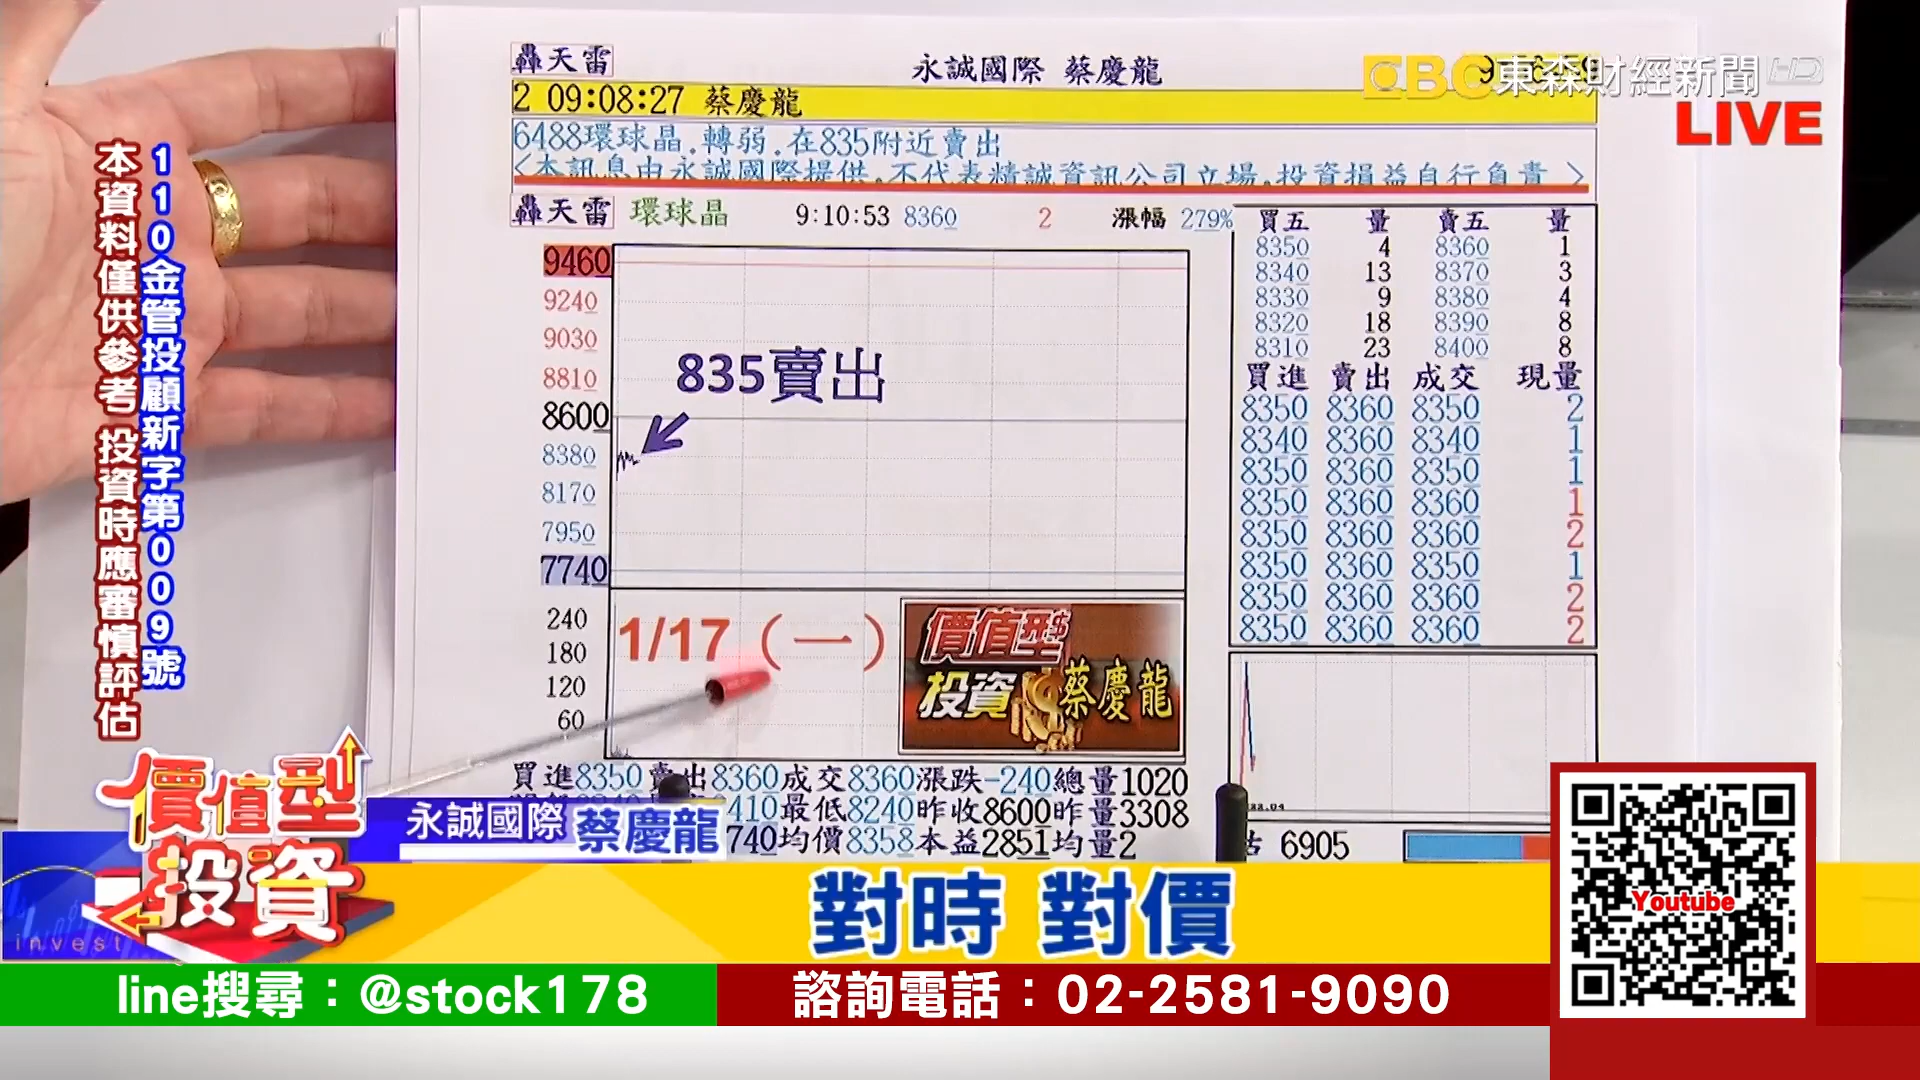 轟天雷
永誠國際 蔡慶龍
東森財經新聞 HD
LIVE
2 09:08:27 蔡慶龍
6488環球晶.轉弱.在835附近賣出
<本訊息由永誠國際提供.不代表精誠資訊公司立場.投資損益自行負責 >
轟天雷 環球晶 9:10:53 8360 2 漲幅 279%
買五 量 賣五 量
8350 4 8360 1
8340 13 8370 3
8330 9 8380 4
8320 18 8390 8
8310 23 8400 8
買進 賣出 成交 現量
8350 8360 8350 2
8340 8360 8340 1
8350 8360 8350 1
8350 8360 8360 1
8350 8360 8360 2
8350 8360 8350 1
8350 8360 8360 2
8350 8360 8360 2
9460
9240
9030
8810
8600
8380
8170
7950
7740
835賣出
240
180
120
60
1/17（一）
價值型
投資
蔡慶龍
買進8350賣出8360成交8360漲跌-240總量1020
410最低8240昨收8600昨量3308
740均價8358本益2851均量2
6905
110金管投顧新字第009號
本資料僅供參考 投資時應審慎評估
價值型
投資
invest
永誠國際 蔡慶龍
對時 對價
Youtube
line搜尋：@stock178
諮詢電話：02-2581-9090